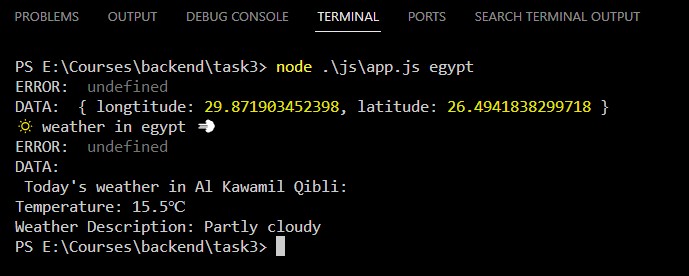 PROBLEMS OUTPUT DEBUG CONSOLE TERMINAL PORTS SEARCH TERMINAL OUTPUT
PS E:\Courses\backend\task3> node .\js\app.js egypt
ERROR:  undefined
DATA:  { longtitude: 29.871903452398, latitude: 26.4941838299718 }
🔅 weather in egypt 💨
ERROR:  undefined
DATA:
 Today's weather in Al Kawamil Qibli:
Temperature: 15.5℃
Weather Description: Partly cloudy
PS E:\Courses\backend\task3>